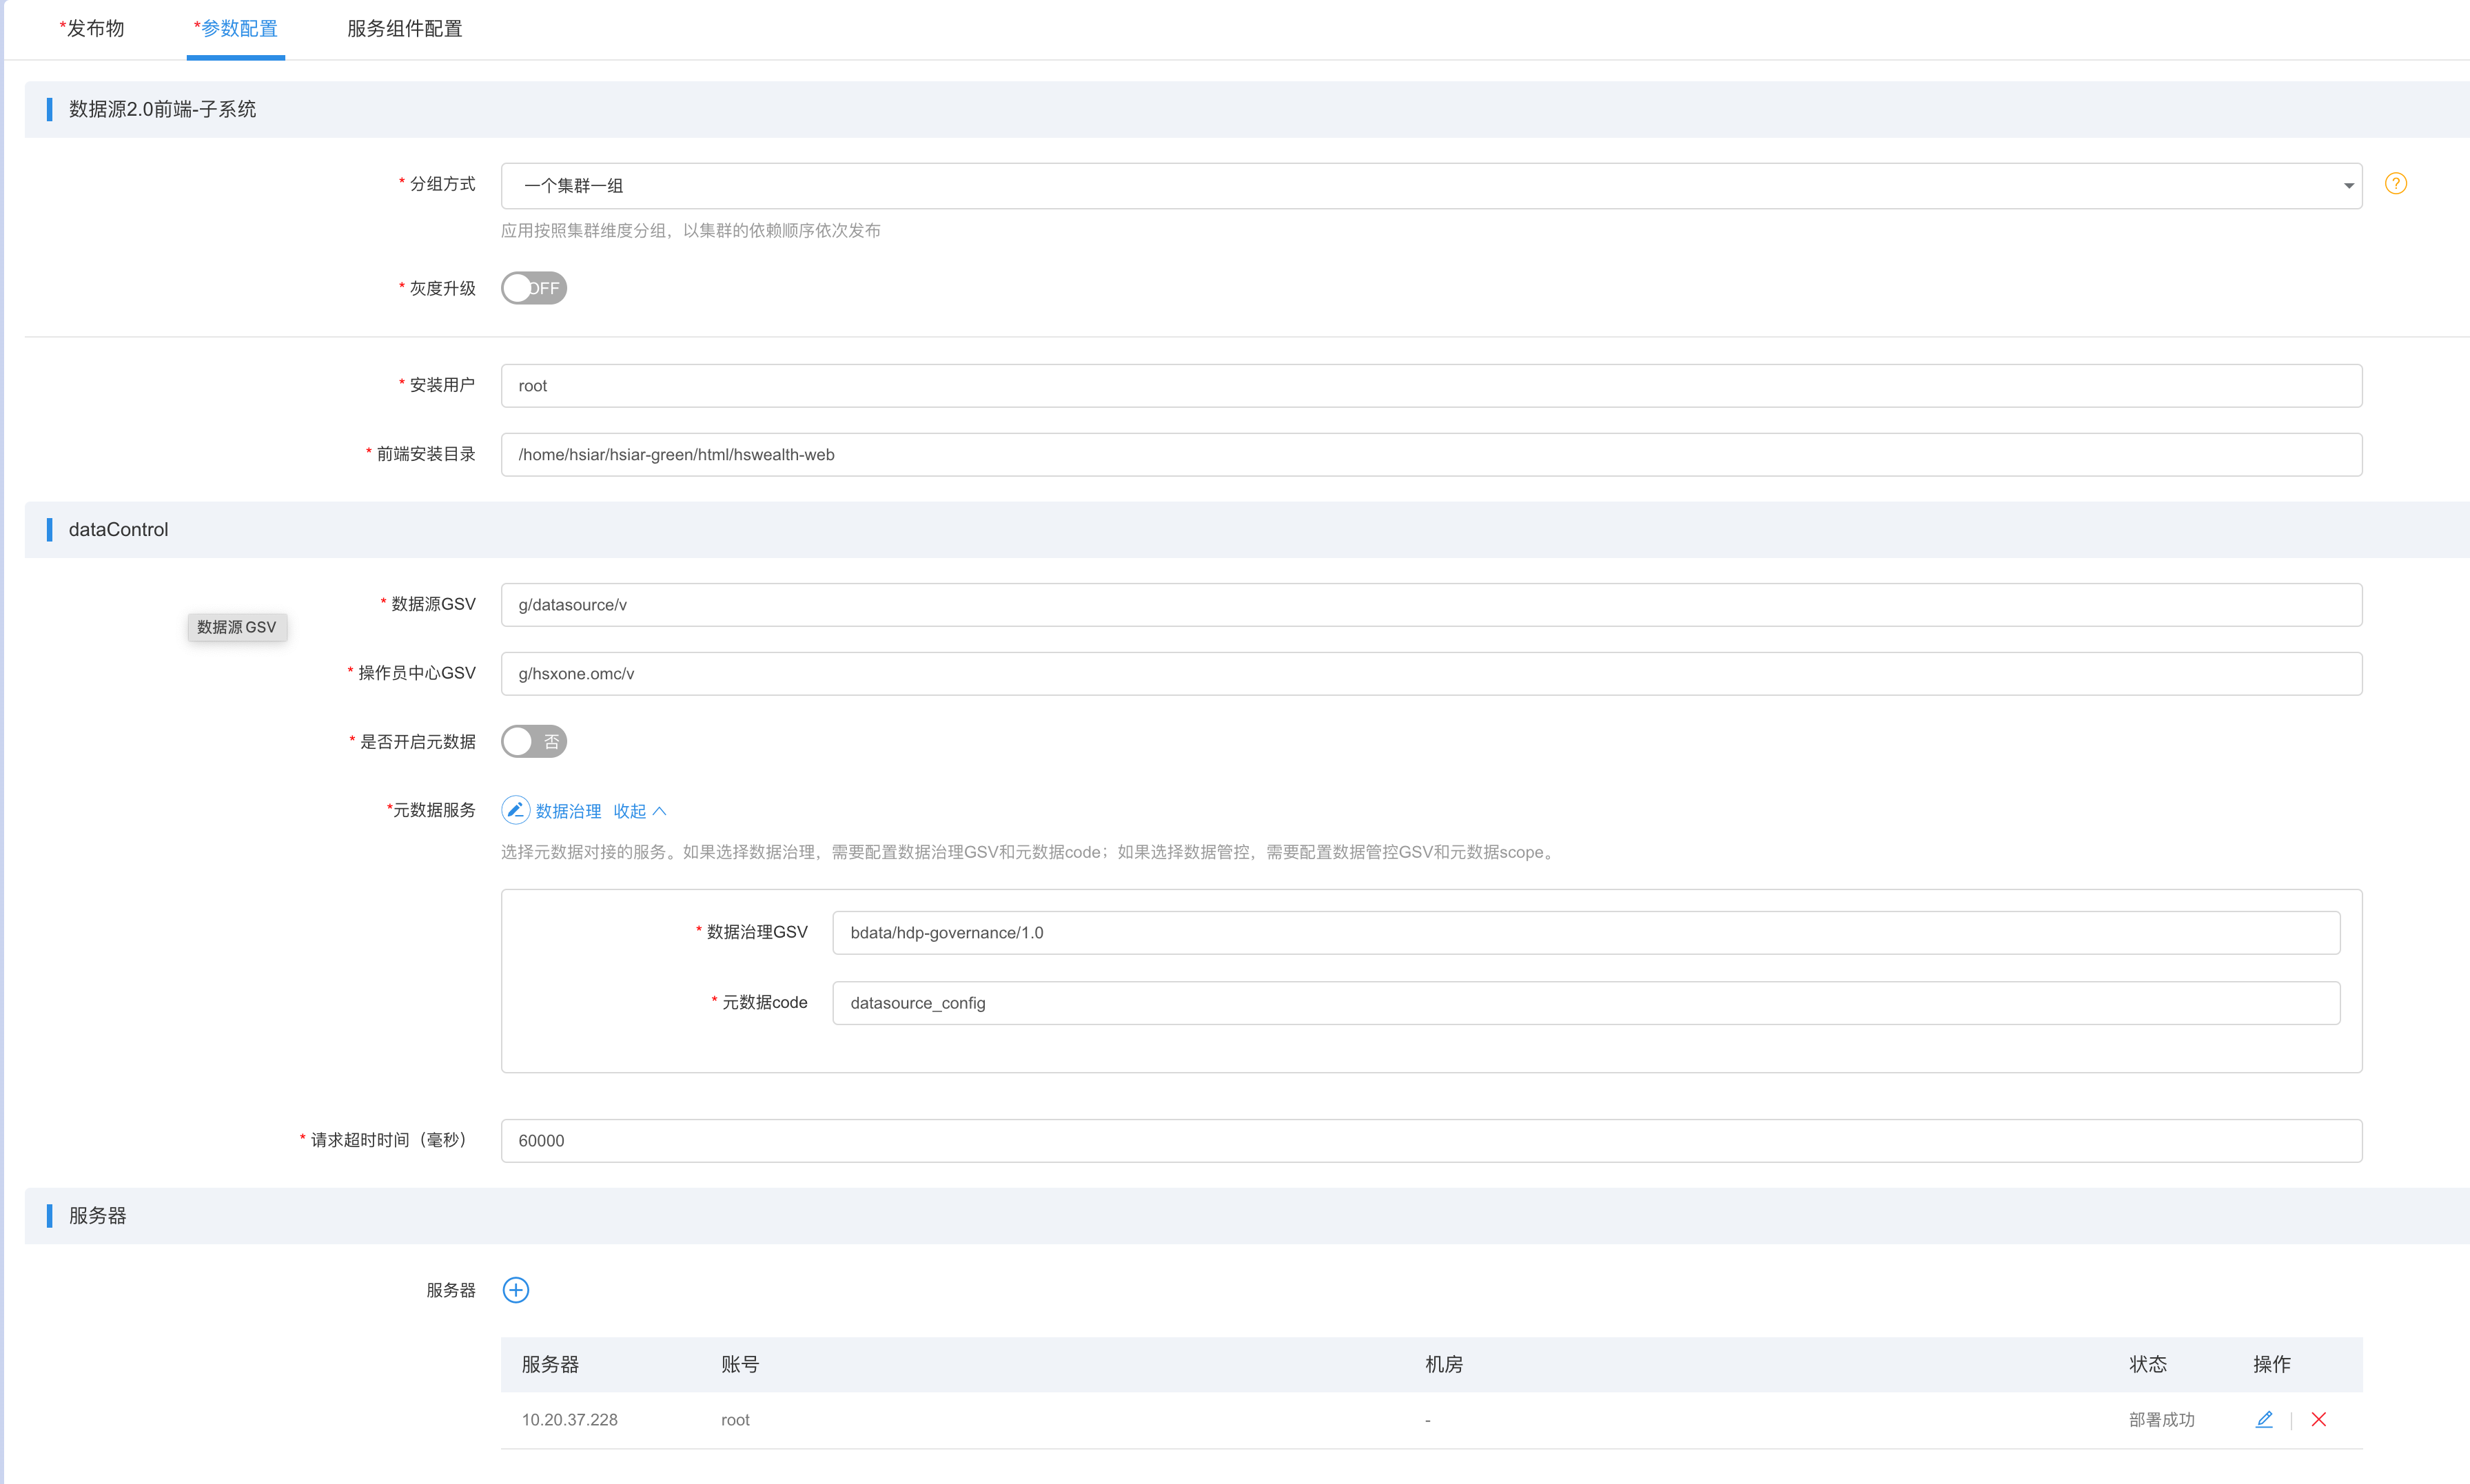 *发布物 *参数配置 服务组件配置
数据源2.0前端-子系统
* 分组方式 一个集群一组 ?
应用按照集群维度分组，以集群的依赖顺序依次发布
* 灰度升级 OFF
* 安装用户 root
* 前端安装目录 /home/hsiar/hsiar-green/html/hswealth-web
dataControl
* 数据源GSV g/datasource/v
数据源 GSV
* 操作员中心GSV g/hsxone.omc/v
* 是否开启元数据 否
*元数据服务 数据治理 收起
选择元数据对接的服务。如果选择数据治理，需要配置数据治理GSV和元数据code；如果选择数据管控，需要配置数据管控GSV和元数据scope。
* 数据治理GSV bdata/hdp-governance/1.0
* 元数据code datasource_config
* 请求超时时间（毫秒） 60000
服务器
服务器
服务器 账号 机房 状态 操作
10.20.37.228 root - 部署成功